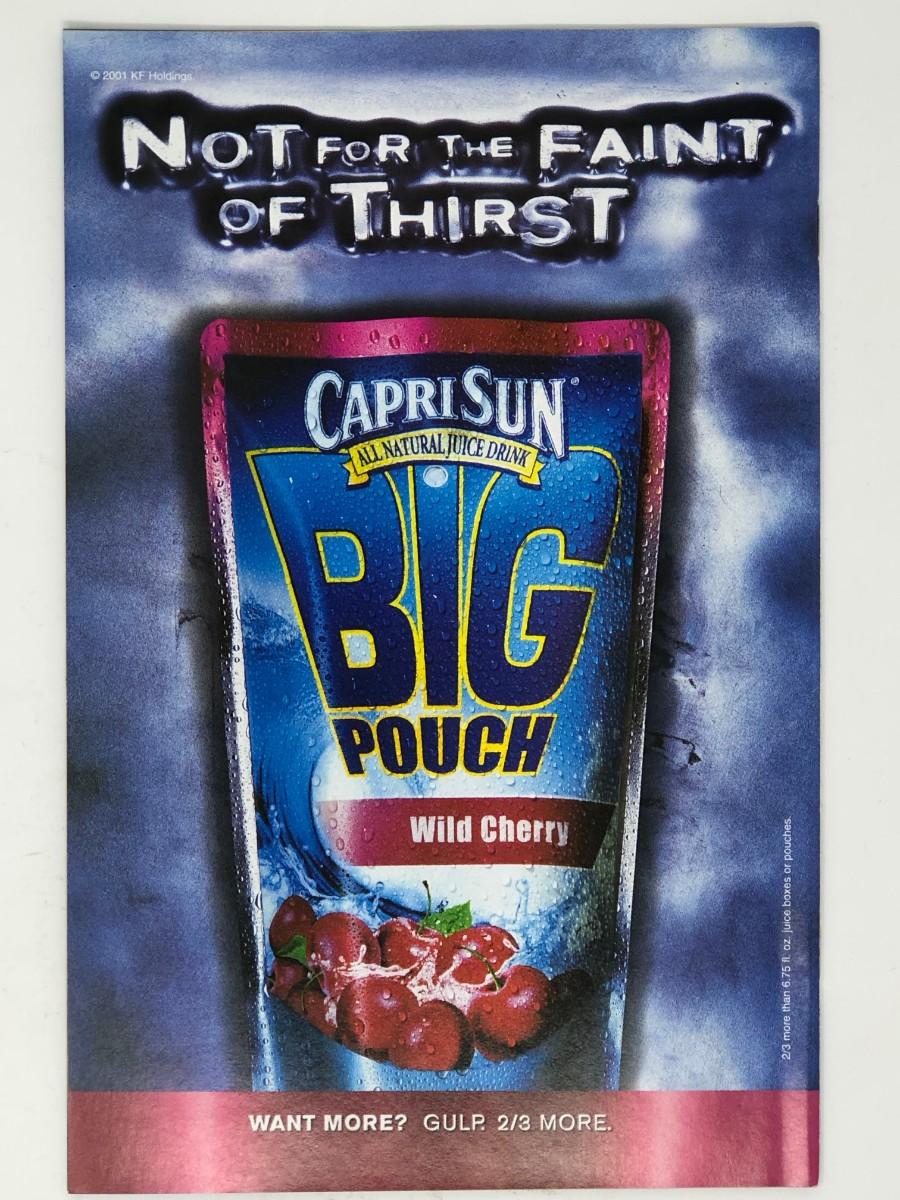 © 2001 KF Holdings.
NOT FOR THE FAINT
OF THIRST
CAPRI SUN®
ALL NATURAL JUICE DRINK
BIG
POUCH
Wild Cherry
2/3 more than 6.75 fl. oz. juice boxes or pouches.
WANT MORE? GULP. 2/3 MORE.